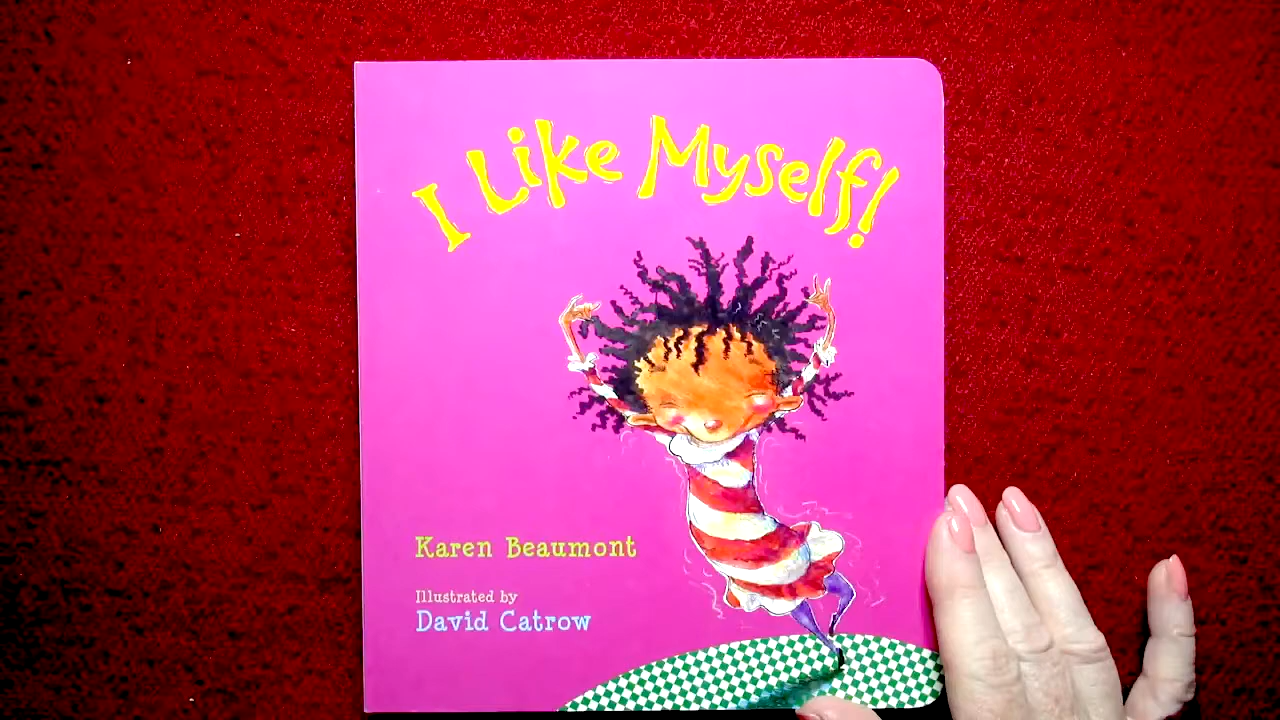 I Like Myself!
Karen Beaumont
Illustrated by
David Catrow